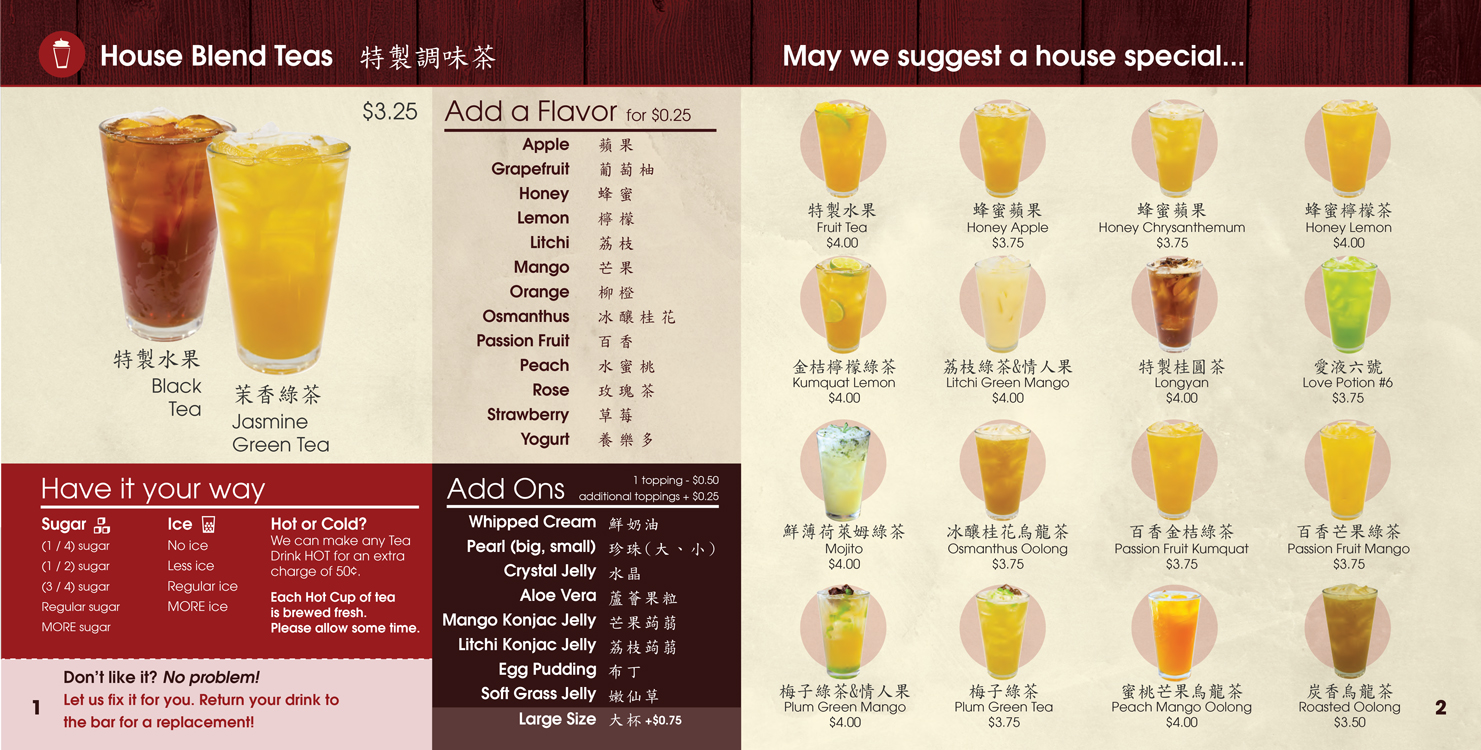 House Blend Teas 特製調味茶
$3.25
特製水果
Black
Tea
茉香綠茶
Jasmine
Green Tea
Add a Flavor for $0.25
Apple 蘋果
Grapefruit 葡萄柚
Honey 蜂蜜
Lemon 檸檬
Litchi 荔枝
Mango 芒果
Orange 柳橙
Osmanthus 冰釀桂花
Passion Fruit 百香
Peach 水蜜桃
Rose 玫瑰茶
Strawberry 草莓
Yogurt 養樂多
Have it your way
Sugar
(1 / 4) sugar
(1 / 2) sugar
(3 / 4) sugar
Regular sugar
MORE sugar
Ice
No ice
Less ice
Regular ice
MORE ice
Hot or Cold?
We can make any Tea
Drink HOT for an extra
charge of 50¢.
Each Hot Cup of tea
is brewed fresh.
Please allow some time.
Don't like it? No problem!
Let us fix it for you. Return your drink to
the bar for a replacement!
1
Add Ons
1 topping - $0.50
additional toppings + $0.25
Whipped Cream 鮮奶油
Pearl (big, small) 珍珠(大、小)
Crystal Jelly 水晶
Aloe Vera 蘆薈果粒
Mango Konjac Jelly 芒果蒟蒻
Litchi Konjac Jelly 荔枝蒟蒻
Egg Pudding 布丁
Soft Grass Jelly 嫩仙草
Large Size 大杯 +$0.75
May we suggest a house special...
特製水果
Fruit Tea
$4.00
蜂蜜蘋果
Honey Apple
$3.75
蜂蜜蘋果
Honey Chrysanthemum
$3.75
蜂蜜檸檬茶
Honey Lemon
$4.00
金桔檸檬綠茶
Kumquat Lemon
$4.00
荔枝綠茶&情人果
Litchi Green Mango
$4.00
特製桂圓茶
Longyan
$4.00
愛液六號
Love Potion #6
$3.75
鮮薄荷萊姆綠茶
Mojito
$4.00
冰釀桂花烏龍茶
Osmanthus Oolong
$3.75
百香金桔綠茶
Passion Fruit Kumquat
$3.75
百香芒果綠茶
Passion Fruit Mango
$3.75
梅子綠茶&情人果
Plum Green Mango
$4.00
梅子綠茶
Plum Green Tea
$3.75
蜜桃芒果烏龍茶
Peach Mango Oolong
$4.00
炭香烏龍茶
Roasted Oolong
$3.50
2